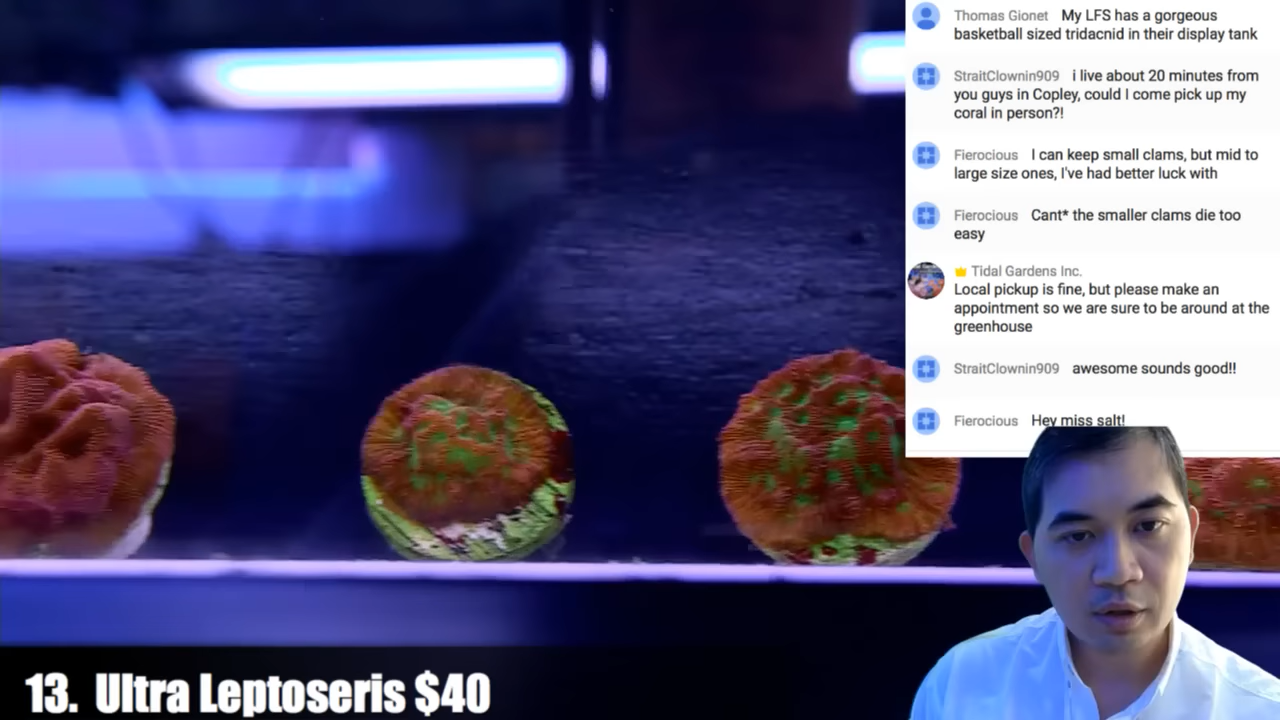 Thomas Gionet My LFS has a gorgeous
basketball sized tridacnid in their display tank
StraitClownin909 i live about 20 minutes from
you guys in Copley, could I come pick up my
coral in person?!
Fierocious I can keep small clams, but mid to
large size ones, I've had better luck with
Fierocious Cant* the smaller clams die too
easy
Tidal Gardens Inc.
Local pickup is fine, but please make an
appointment so we are sure to be around at the
greenhouse
StraitClownin909 awesome sounds good!!
Fierocious Hey miss salt!
13. Ultra Leptoseris $40